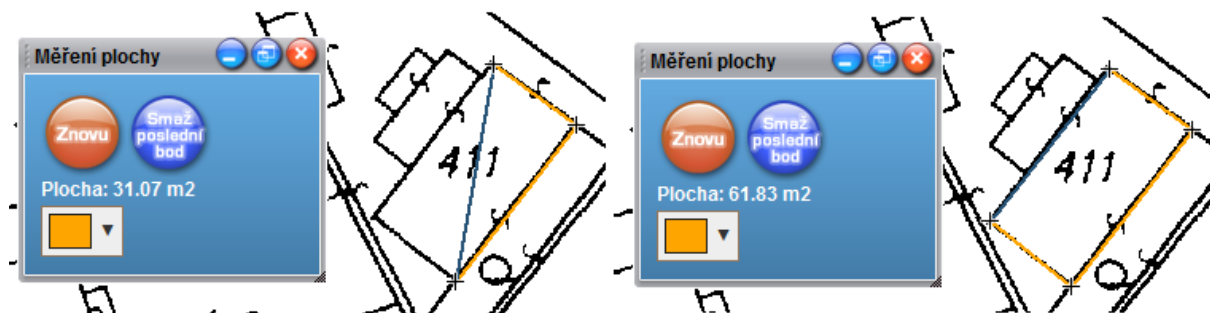 Měření plochy
Znovu
Smaž
poslední
bod
Plocha: 31.07 m2
411
Měření plochy
Znovu
Smaž
poslední
bod
Plocha: 61.83 m2
411